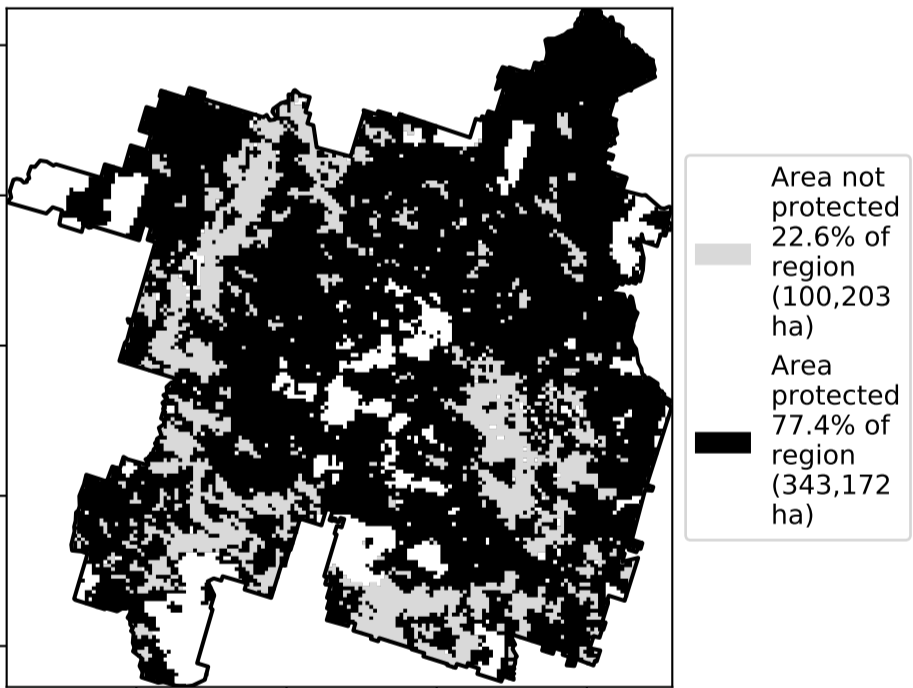 Area not
protected
22.6% of
region
(100,203
ha)
Area
protected
77.4% of
region
(343,172
ha)